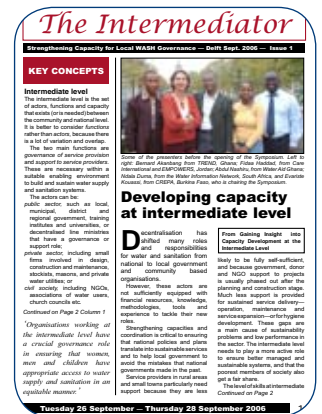 The Intermediator
Strengthening Capacity for Local WASH Governance — Delft Sept. 2006 — Issue 1
KEY CONCEPTS
Intermediate level
The intermediate level is the set
of actors, functions and capacity
that exists (or is needed) between
the community and national level.
It is better to consider functions
rather than actors, because there
is a lot of variation and overlap.
The two main functions are
governance of service provision
and support to service providers.
These are necessary within a
suitable enabling environment
to build and sustain water supply
and sanitation systems.
The actors can be:
public sector, such as local,
municipal, district and
regional government, training
institutes and universities, or
decentralised line ministries
that have a governance or
support role;
private sector, including small
firms involved in design,
construction and maintenance,
stockists, masons, and private
water utilities; or
civil society, including NGOs,
associations of water users,
church councils etc.
Continued on Page 2 Column 1
'Organisations working at
the intermediate level have
a crucial governance role
in ensuring that women,
men and children have
appropriate access to water
supply and sanitation in an
equitable manner.'
Some of the presenters before the opening of the Symposium. Left to
right: Bernard Akanbang from TREND, Ghana; Fidaa Haddad, from Care
International and EMPOWERS, Jordan; Abdul Nashiru, from Water Aid Ghana;
Ndala Duma, from the Water Information Network, South Africa, and Evariste
Kouassi, from CREPA, Burkina Faso, who is chairing the Symposium.
Developing capacity
at intermediate level
Decentralisation has
shifted many roles
and responsibilities
for water and sanitation from
national to local government
and community based
organisations.
However, these actors are
not sufficiently equipped with
financial resources, knowledge,
methodologies, tools and
experience to tackle their new
roles.
Strengthening capacities and
coordination is critical to ensuring
that national policies and plans
translate into sustainable services
and to help local government to
avoid the mistakes that national
governments made in the past.
Service providers in rural areas
and small towns particularly need
support because they are less
From Gaining Insight into
Capacity Development at the
Intermediate Level
likely to be fully self-sufficient,
and because government, donor
and NGO support to projects
is usually phased out after the
planning and construction stage.
Much less support is provided
for sustained service delivery—
operation, maintenance and
service expansion—or for hygiene
development. These gaps are
a main cause of sustainability
problems and low performance in
the sector. The intermediate level
needs to play a more active role
to ensure better managed and
sustainable systems, and that the
poorest members of society also
get a fair share.
The level of skills at intermediate
Continued on Page 2
Tuesday 26 September — Thursday 28 September 2006
1